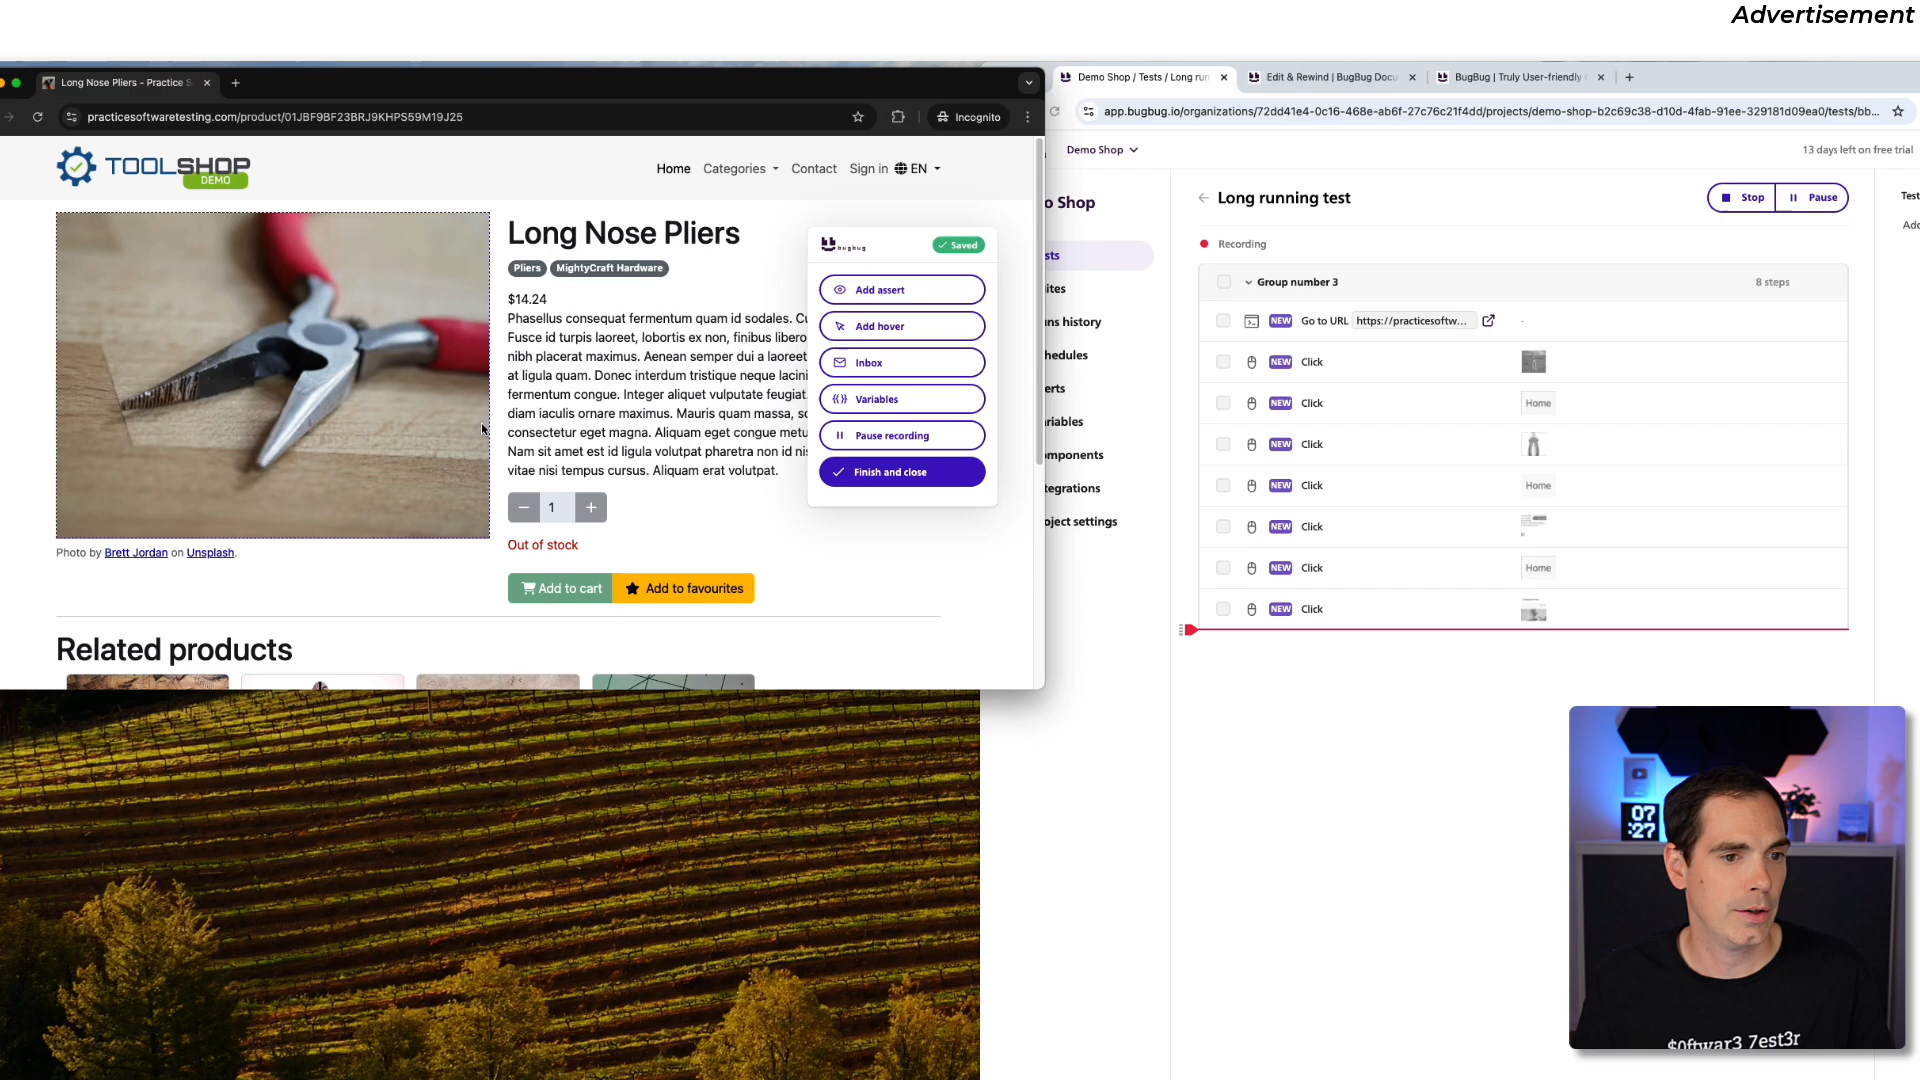 Advertisement
Long Nose Pliers - Practice S
practicesoftwaretesting.com/product/01JBF9BF23BRJ9KHPS59M19J25
Incognito
TOOLSHOP
DEMO
Home
Categories
Contact
Sign in
EN
Long Nose Pliers
Pliers
MightyCraft Hardware
$14.24
Phasellus consequat fermentum quam id sodales. Cu
Fusce id turpis laoreet, lobortis ex non, finibus libero
nibh placerat maximus. Aenean semper dui a laoreet
at ligula quam. Donec interdum tristique neque lacini
fermentum congue. Integer aliquet vulputate feugiat.
diam iaculis ornare maximus. Mauris quam massa, sc
consectetur eget magna. Aliquam eget congue metu
Nam sit amet est id ligula volutpat pharetra non id nis
vitae nisi tempus cursus. Aliquam erat volutpat.
1
Out of stock
Add to cart
Add to favourites
Photo by Brett Jordan on Unsplash.
Related products
bugbug
Saved
Add assert
Add hover
Inbox
Variables
Pause recording
Finish and close
Demo Shop / Tests / Long run
Edit & Rewind | BugBug Docu
BugBug | Truly User-friendly
app.bugbug.io/organizations/72dd41e4-0c16-468e-ab6f-27c76c21f4dd/projects/demo-shop-b2c69c38-d10d-4fab-91ee-329181d09ea0/tests/bb...
Demo Shop
13 days left on free trial
o Shop
sts
ites
ns history
hedules
erts
riables
mponents
tegrations
oject settings
Long running test
Stop
Pause
Test
Add
Recording
Group number 3
8 steps
NEW Go to URL https://practicesoftw... -
NEW Click
NEW Click Home
NEW Click
NEW Click Home
NEW Click
NEW Click Home
NEW Click
07
27
$0ftwar3 7est3r